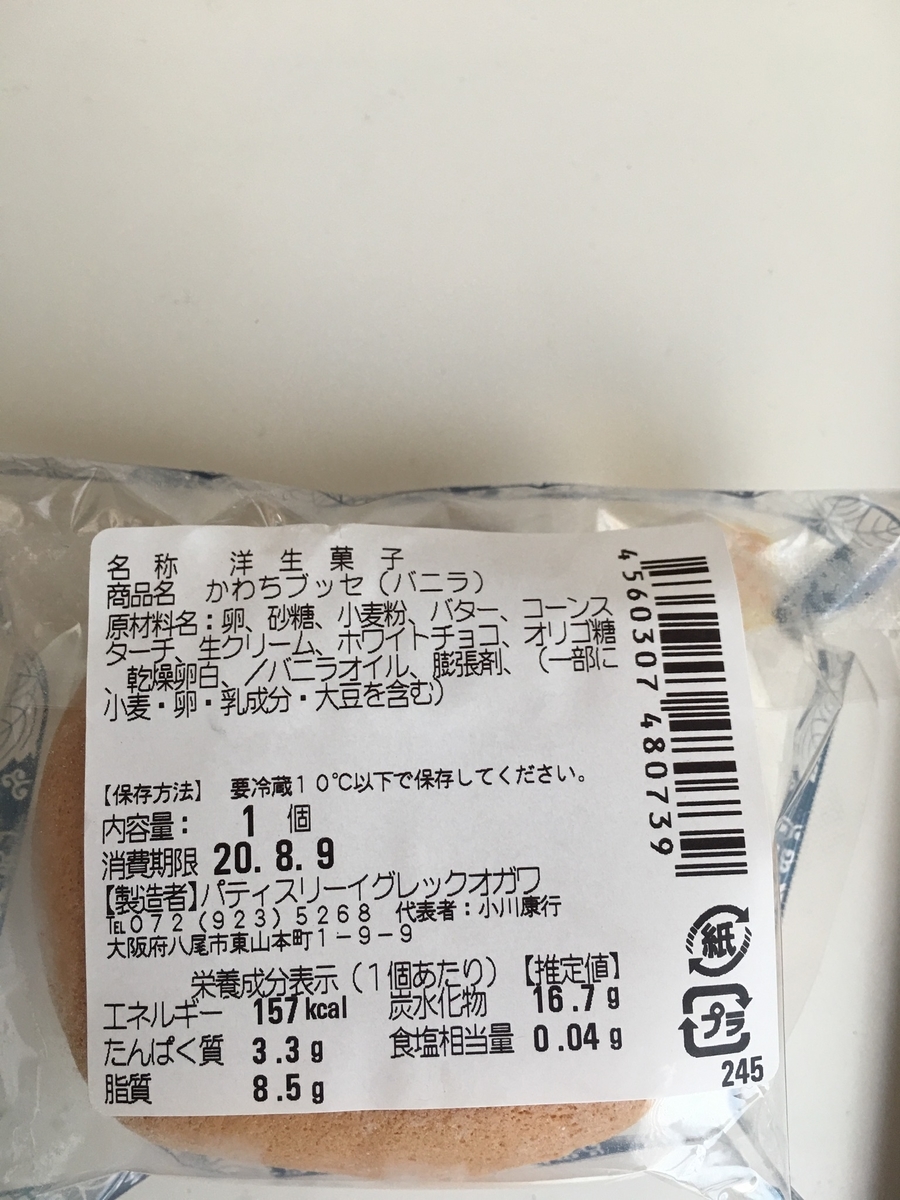 名称 洋生菓子
商品名 かわちブッセ（バニラ）
原材料名：卵、砂糖、小麦粉、バター、コーンス
ターチ、生クリーム、ホワイトチョコ、オリゴ糖
、乾燥卵白、／バニラオイル、膨張剤、（一部に
小麦・卵・乳成分・大豆を含む）
【保存方法】 要冷蔵１０℃以下で保存してください。
内容量： 1 個
消費期限 20. 8. 9
【製造者】パティスリーイグレックオガワ
℡０７２（９２３）５２６８ 代表者：小川康行
大阪府八尾市東山本町１－９－９
栄養成分表示（１個あたり）【推定値】
エネルギー 157 kcal 炭水化物 16.7 g
たんぱく質 3.3 g 食塩相当量 0.04 g
脂質 8.5 g
4560307480739
紙
プラ
245